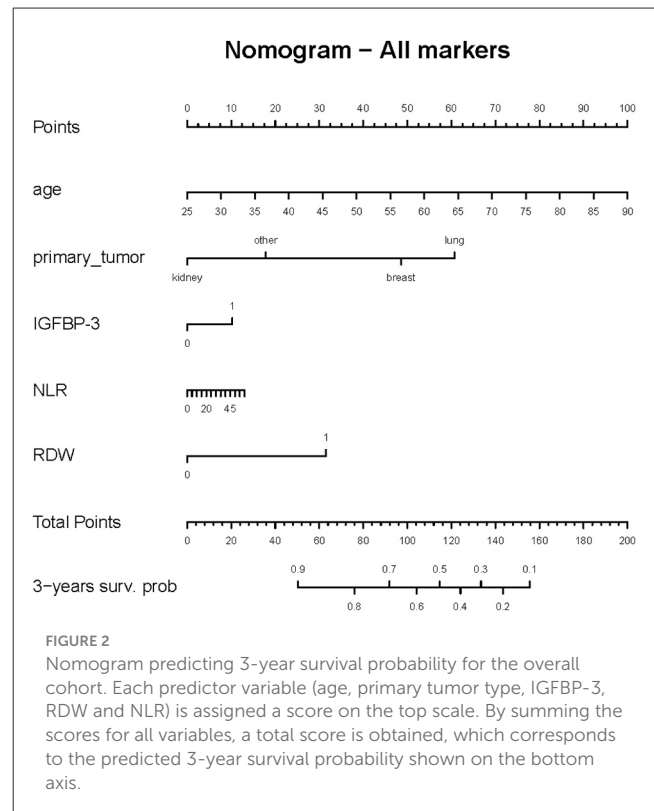 Nomogram – All markers
Points
0 10 20 30 40 50 60 70 80 90 100
age
25 30 35 40 45 50 55 60 65 70 75 80 85 90
primary_tumor
other lung
kidney breast
IGFBP-3
1
0
NLR
0 20 45
RDW
1
0
Total Points
0 20 40 60 80 100 120 140 160 180 200
3−years surv. prob
0.9 0.7 0.5 0.3 0.1
0.8 0.6 0.4 0.2
FIGURE 2
Nomogram predicting 3-year survival probability for the overall
cohort. Each predictor variable (age, primary tumor type, IGFBP-3,
RDW and NLR) is assigned a score on the top scale. By summing the
scores for all variables, a total score is obtained, which corresponds
to the predicted 3-year survival probability shown on the bottom
axis.